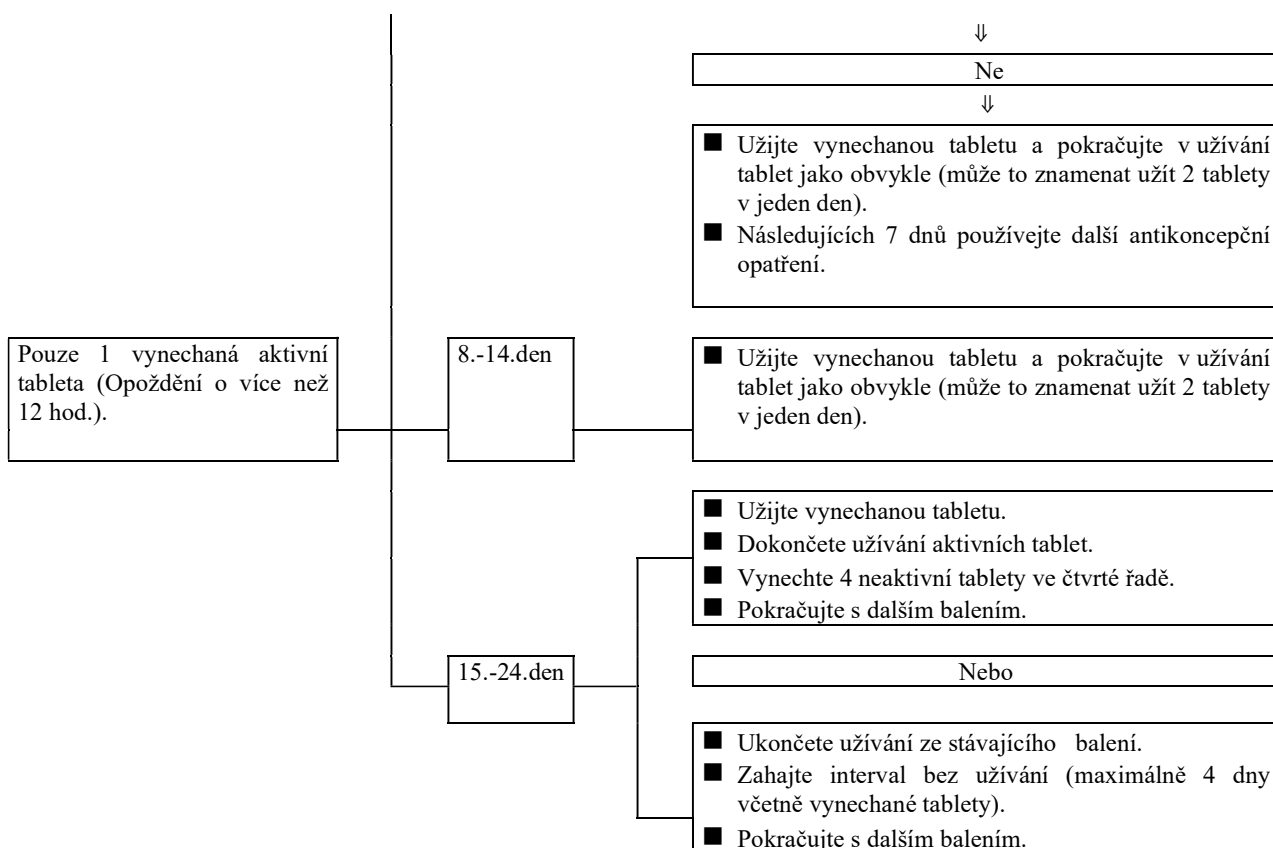 ⇓
Ne
⇓
■ Užijte vynechanou tabletu a pokračujte v užívání
tablet jako obvykle (může to znamenat užít 2 tablety
v jeden den).
■ Následujících 7 dnů používejte další antikoncepční
opatření.
Pouze 1 vynechaná aktivní
tableta (Opoždění o více než
12 hod.).
8.-14.den
■ Užijte vynechanou tabletu a pokračujte v užívání
tablet jako obvykle (může to znamenat užít 2 tablety
v jeden den).
■ Užijte vynechanou tabletu.
■ Dokončete užívání aktivních tablet.
■ Vynechte 4 neaktivní tablety ve čtvrté řadě.
■ Pokračujte s dalším balením.
15.-24.den
Nebo
■ Ukončete užívání ze stávajícího balení.
■ Zahajte interval bez užívání (maximálně 4 dny
včetně vynechané tablety).
■ Pokračujte s dalším balením.